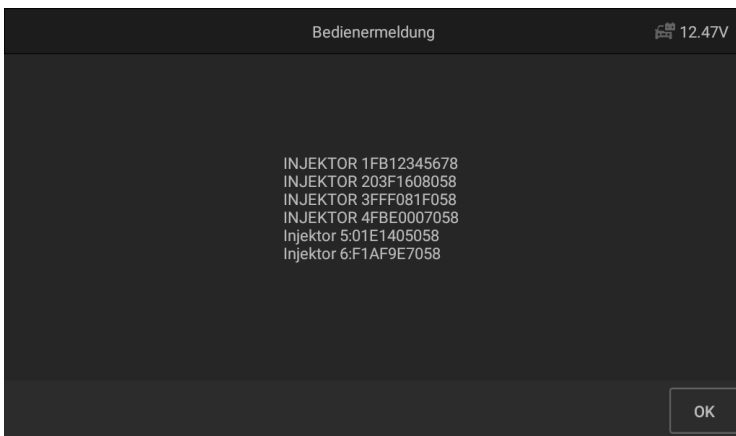 Bedienermeldung
12.47V
INJEKTOR 1FB12345678
INJEKTOR 203F1608058
INJEKTOR 3FFF081F058
INJEKTOR 4FBE0007058
Injektor 5:01E1405058
Injektor 6:F1AF9E7058
OK